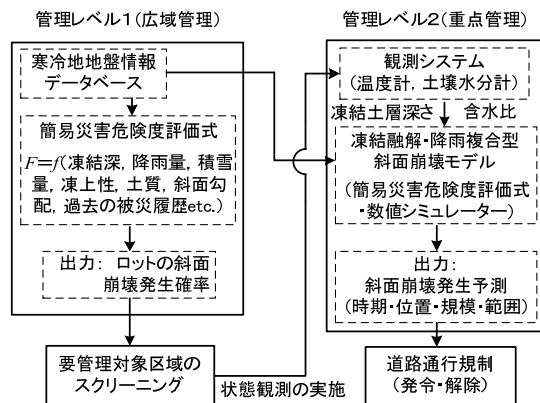 管理レベル1(広域管理)
寒冷地地盤情報
データベース
簡易災害危険度評価式
F=f(凍結深, 降雨量, 積雪
量, 凍上性, 土質, 斜面勾
配, 過去の被災履歴etc.)
出力: ロットの斜面
崩壊発生確率
要管理対象区域の
スクリーニング
状態観測の実施
管理レベル2(重点管理)
観測システム
(温度計, 土壌水分計)
凍結土層深さ 含水比
凍結融解・降雨複合型
斜面崩壊モデル
(簡易災害危険度評価式
・数値シミュレーター)
出力:
斜面崩壊発生予測
(時期・位置・規模・範囲)
道路通行規制
(発令・解除)